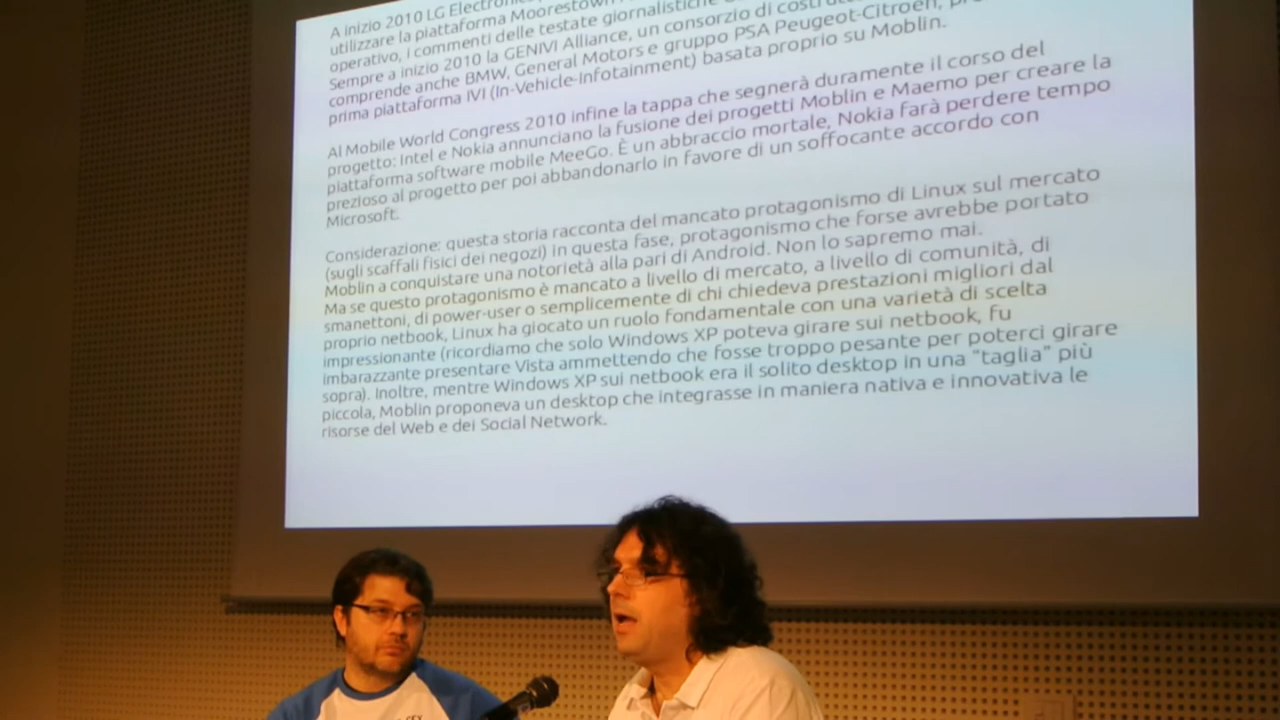 A inizio 2010 LG Electronics
utilizzare la piattaforma Moorestown
operativo, i commenti delle testate giornalistiche
Sempre a inizio 2010 la GENIVI Alliance, un consorzio di
comprende anche BMW, General Motors e gruppo PSA Peugeot-Citroën,
prima piattaforma IVI (In-Vehicle-Infotainment) basata proprio su Moblin.
Al Mobile World Congress 2010 infine la tappa che segnerà duramente il corso del
progetto: Intel e Nokia annunciano la fusione dei progetti Moblin e Maemo per creare la
piattaforma software mobile MeeGo. È un abbraccio mortale, Nokia farà perdere tempo
prezioso al progetto per poi abbandonarlo in favore di un soffocante accordo con
Microsoft.
Considerazione: questa storia racconta del mancato protagonismo di Linux sul mercato
(sugli scaffali fisici dei negozi) in questa fase, protagonismo che forse avrebbe portato
Moblin a conquistare una notorietà alla pari di Android. Non lo sapremo mai.
Ma se questo protagonismo è mancato a livello di mercato, a livello di comunità, di
smanettoni, di power-user o semplicemente di chi chiedeva prestazioni migliori dal
proprio netbook, Linux ha giocato un ruolo fondamentale con una varietà di scelta
impressionante (ricordiamo che solo Windows XP poteva girare sui netbook, fu
imbarazzante presentare Vista ammettendo che fosse troppo pesante per poterci girare
sopra). Inoltre, mentre Windows XP sui netbook era il solito desktop in una "taglia" più
piccola, Moblin proponeva un desktop che integrasse in maniera nativa e innovativa le
risorse del Web e dei Social Network.